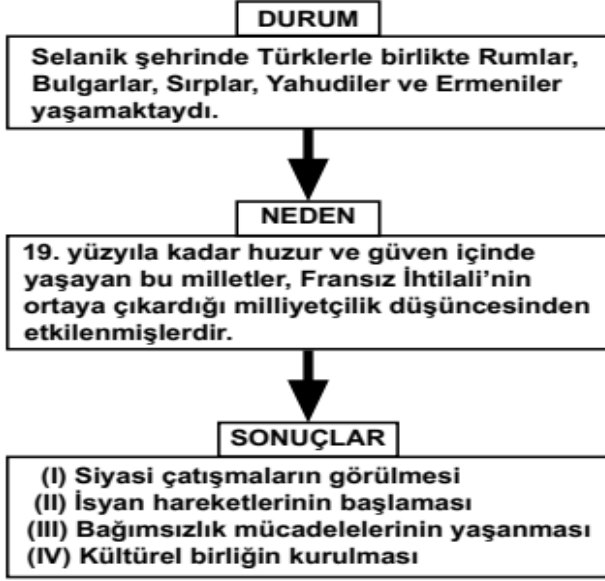 DURUM
Selanik şehrinde Türklerle birlikte Rumlar,
Bulgarlar, Sırplar, Yahudiler ve Ermeniler
yaşamaktaydı.
NEDEN
19. yüzyıla kadar huzur ve güven içinde
yaşayan bu milletler, Fransız İhtilali’nin
ortaya çıkardığı milliyetçilik düşüncesinden
etkilenmişlerdir.
SONUÇLAR
(I) Siyasi çatışmaların görülmesi
(II) İsyan hareketlerinin başlaması
(III) Bağımsızlık mücadelelerinin yaşanması
(IV) Kültürel birliğin kurulması